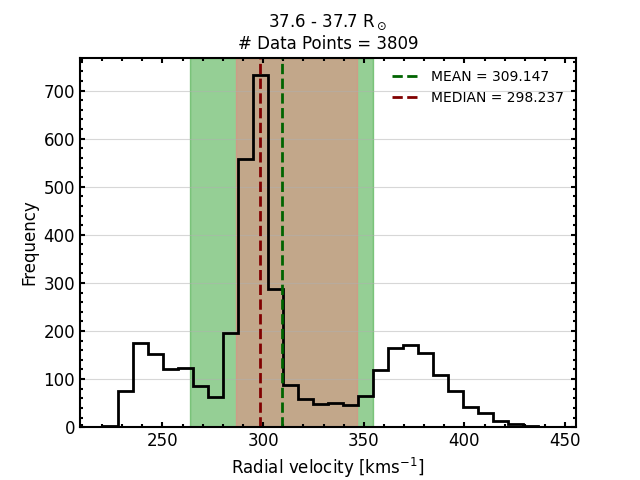 37.6 - 37.7 R⊙
# Data Points = 3809
MEAN = 309.147
MEDIAN = 298.237
Frequency
700
600
500
400
300
200
100
0
250 300 350 400 450
Radial velocity [kms⁻¹]